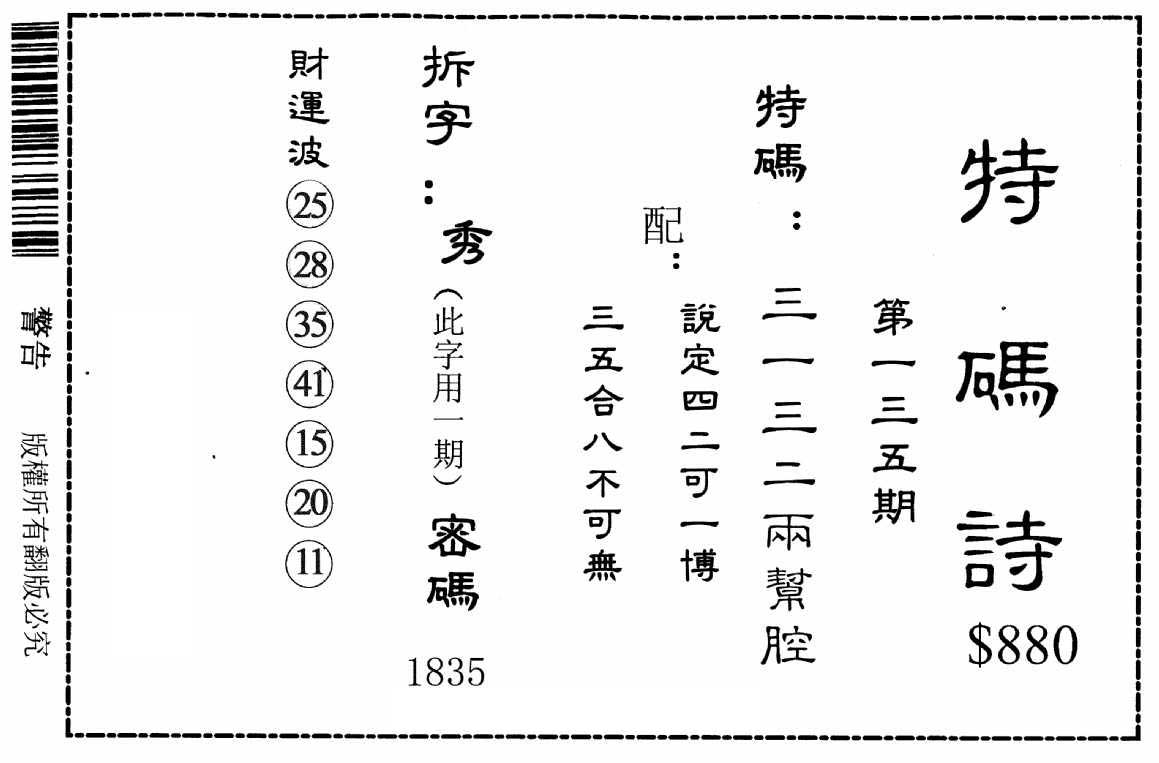 特碼詩
$880
第一三五期
特碼：三一三二兩幫腔
配：
說定四二可一博
三五合八不可無
拆字：秀（此字用一期）密碼
1835
財運波 25 28 35 41 15 20 11
警告 版權所有翻版必究